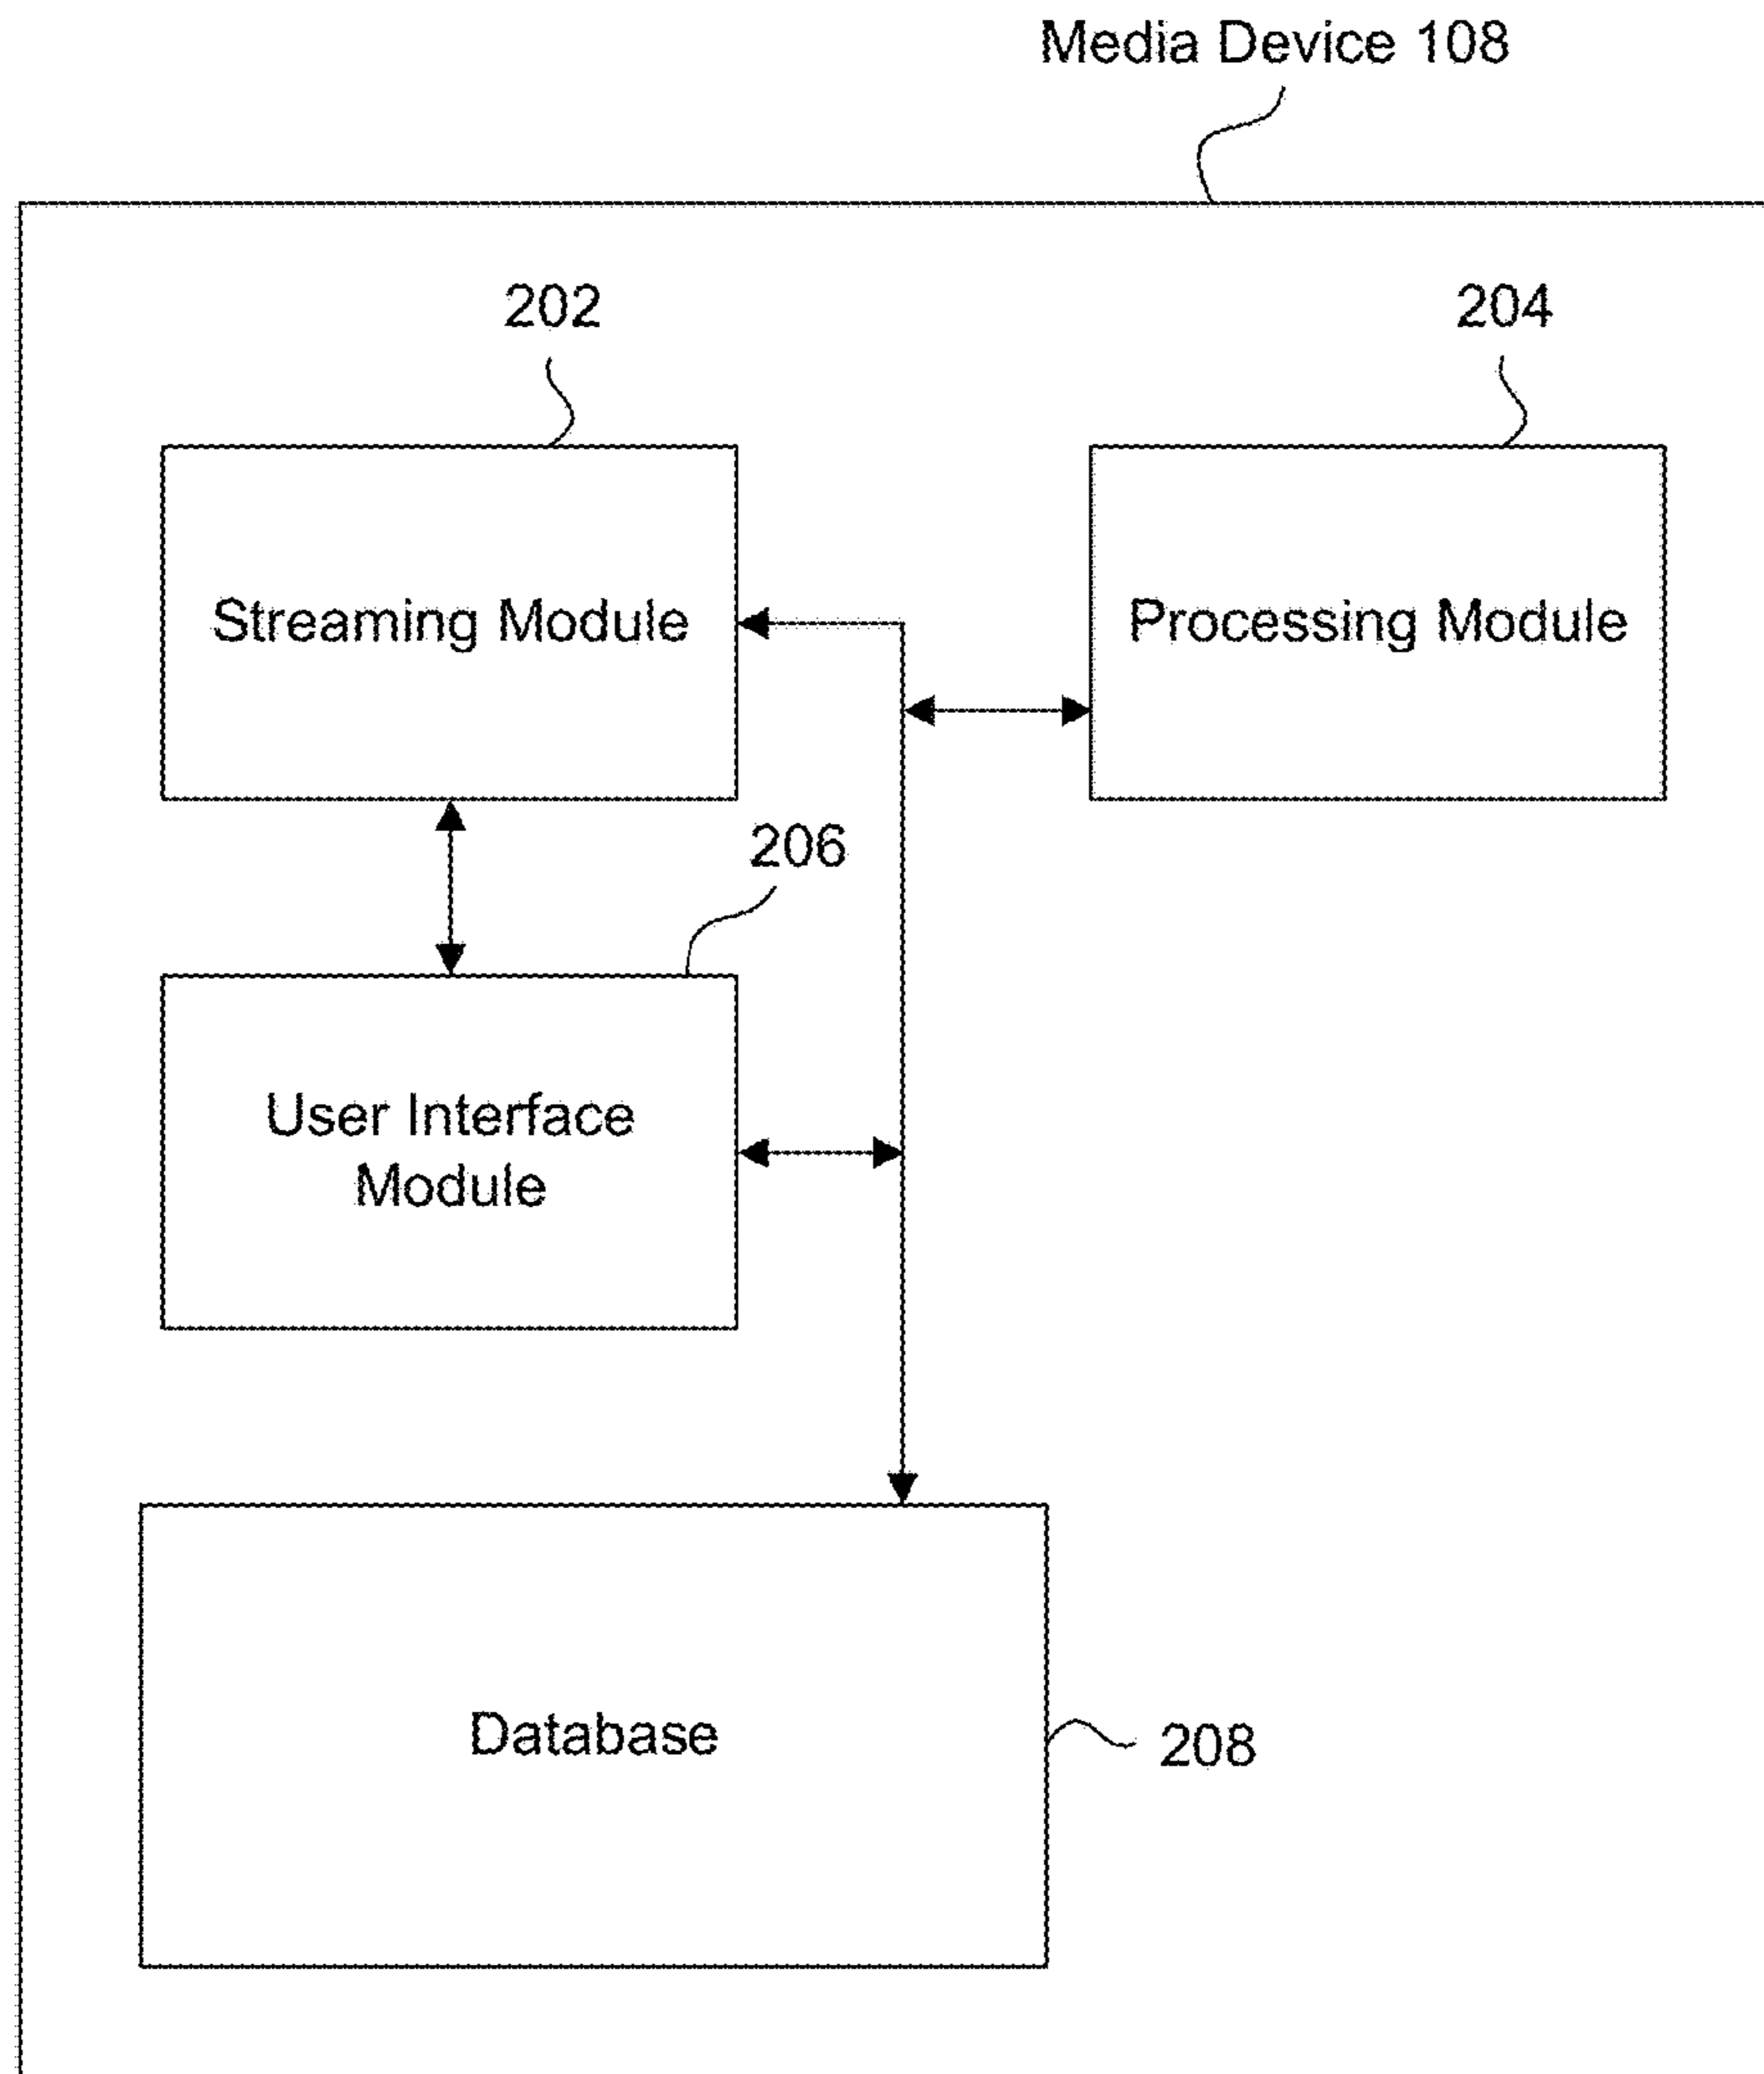 Media Device 108
202
204
Streaming Module
Processing Module
206
User Interface
Module
Database
208